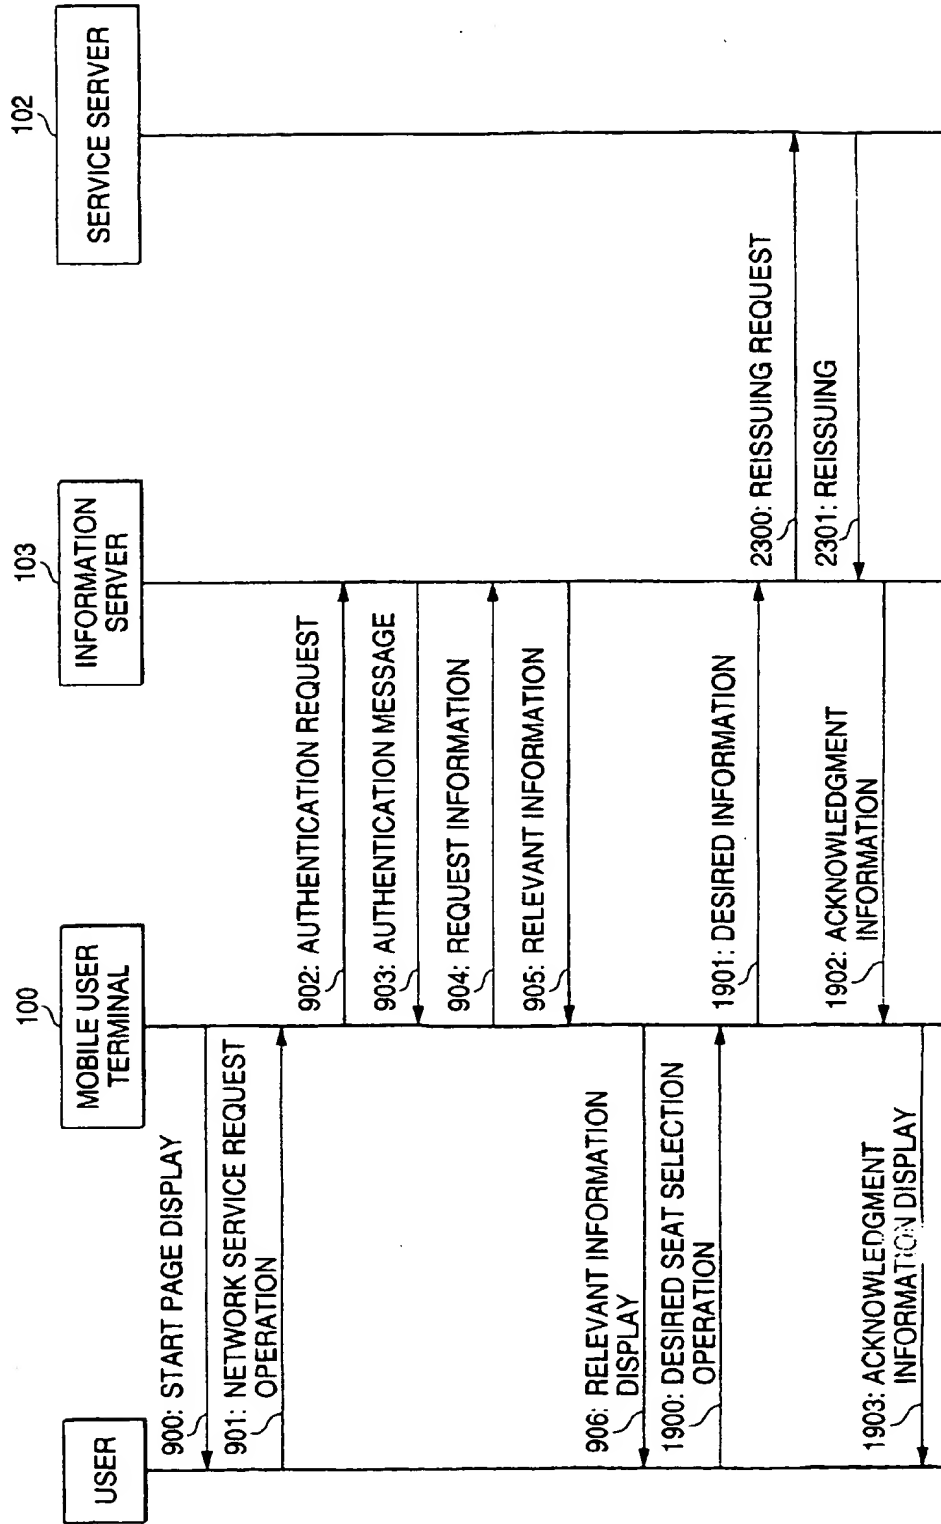 USER
100
MOBILE USER
TERMINAL
103
INFORMATION
SERVER
102
SERVICE SERVER
900: START PAGE DISPLAY
901: NETWORK SERVICE REQUEST
OPERATION
902: AUTHENTICATION REQUEST
903: AUTHENTICATION MESSAGE
904: REQUEST INFORMATION
905: RELEVANT INFORMATION
906: RELEVANT INFORMATION
DISPLAY
1900: DESIRED SEAT SELECTION
OPERATION
1901: DESIRED INFORMATION
2300: REISSUING REQUEST
2301: REISSUING
1902: ACKNOWLEDGMENT
INFORMATION
1903: ACKNOWLEDGMENT
INFORMATION DISPLAY